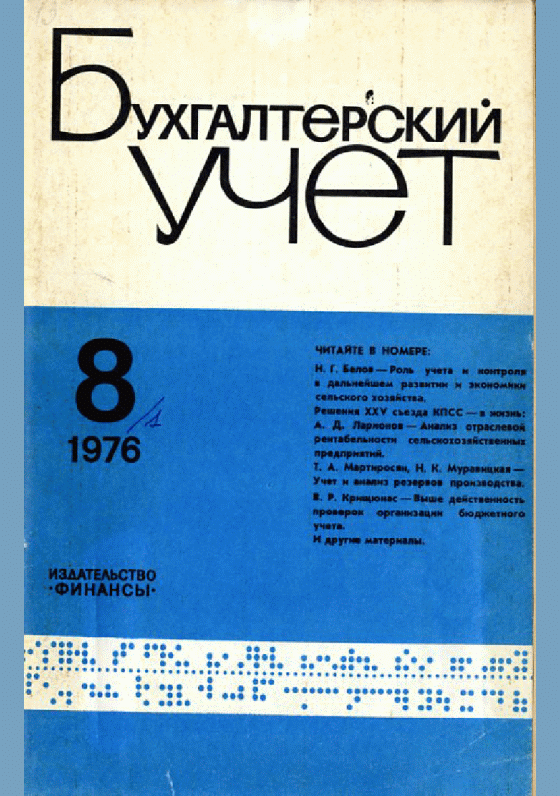 Бухгалтерский
учет
8
1976
ИЗДАТЕЛЬСТВО
·ФИНАНСЫ·
ЧИТАЙТЕ В НОМЕРЕ:
Н. Г. Белов — Роль учета и контроля
в дальнейшем развитии и экономики
сельского хозяйства.
Решения XXV съезда КПСС — в жизнь:
А. Д. Ларионов — Анализ отраслевой
рентабельности сельскохозяйственных
предприятий.
Т. А. Мартиросян, Н. К. Муравицкая —
Учет и анализ резервов производства.
В. Р. Крищюнас — Выше действенность
проверок организации бюджетного
учета.
И другие материалы.